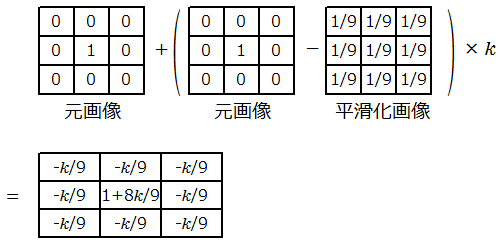 0 0 0 0 0 0 1/9 1/9 1/9
0 1 0 + ( 0 1 0 − 1/9 1/9 1/9 ) × k
0 0 0 0 0 0 1/9 1/9 1/9
元画像 元画像 平滑化画像
-k/9 -k/9 -k/9
= -k/9 1+8k/9 -k/9
-k/9 -k/9 -k/9